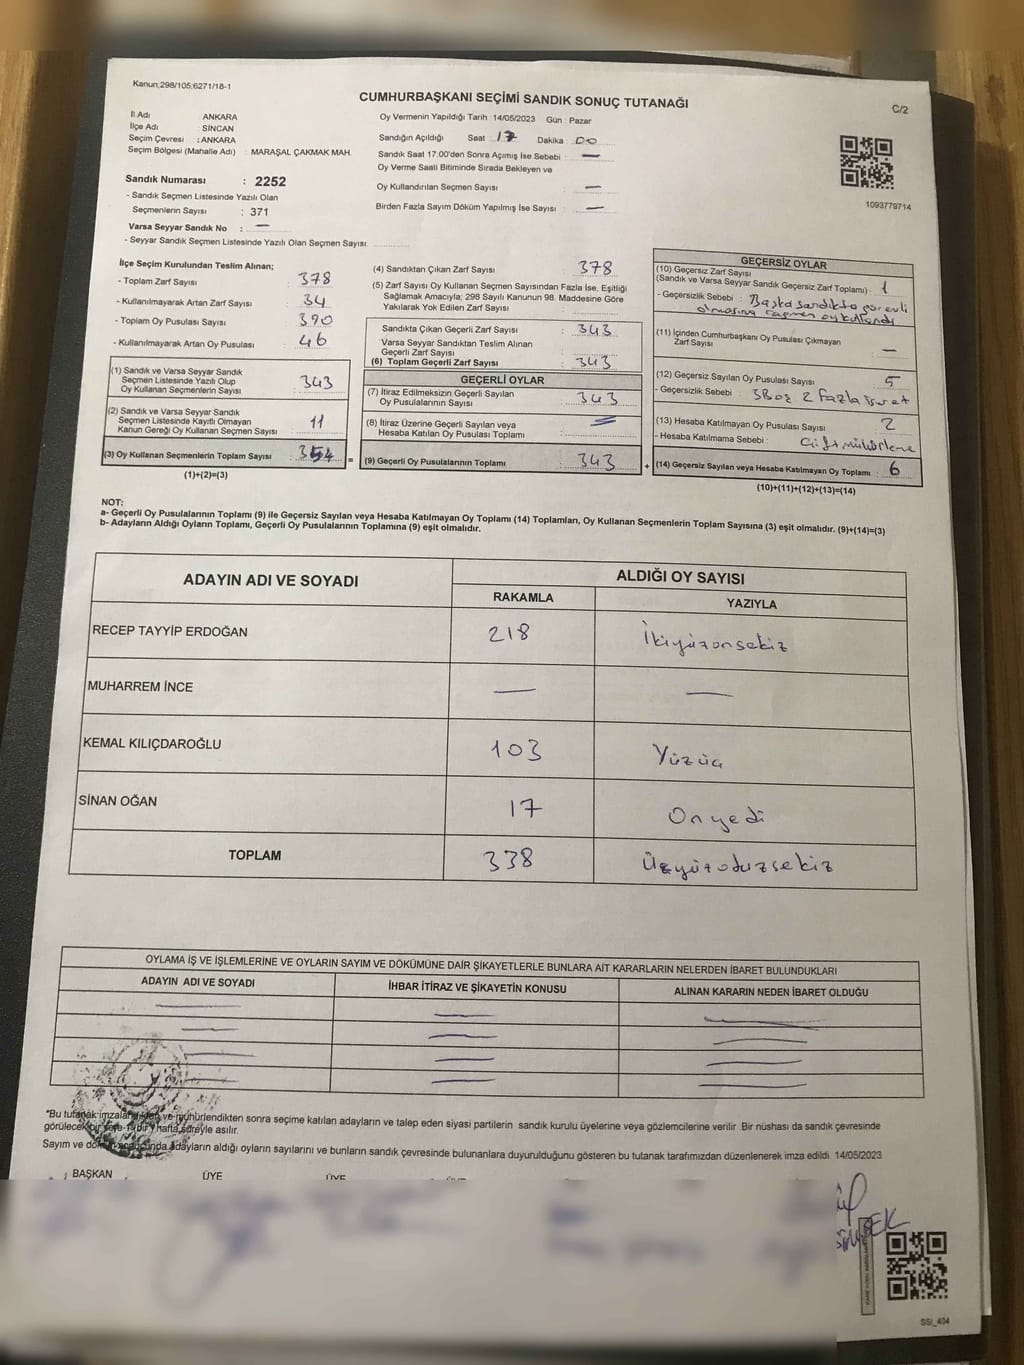 Kanun;298/105;6271/18-1
CUMHURBAŞKANI SEÇİMİ SANDIK SONUÇ TUTANAĞI
C/2
İl Adı : ANKARA
İlçe Adı : SİNCAN
Seçim Çevresi : ANKARA
Seçim Bölgesi (Mahalle Adı) : MARAŞAL ÇAKMAK MAH.
Sandık Numarası : 2252
- Sandık Seçmen Listesinde Yazılı Olan
Seçmenlerin Sayısı : 371
Varsa Seyyar Sandık No : —
- Seyyar Sandık Seçmen Listesinde Yazılı Olan Seçmen Sayısı:
Oy Vermenin Yapıldığı Tarih :14/05/2023 Gün : Pazar
Sandığın Açıldığı Saat : 17 Dakika : 00
Sandık Saat 17.00'den Sonra Açımış İse Sebebi : —
Oy Verme Saati Bitiminde Sırada Bekleyen ve
Oy Kullandırılan Seçmen Sayısı : —
Birden Fazla Sayım Döküm Yapılmış İse Sayısı : —
1093779714
İlçe Seçim Kurulundan Teslim Alınan;
- Toplam Zarf Sayısı : 378
- Kullanılmayarak Artan Zarf Sayısı : 34
- Toplam Oy Pusulası Sayısı : 390
- Kullanılmayarak Artan Oy Pusulası : 46
(1) Sandık ve Varsa Seyyar Sandık
Seçmen Listesinde Yazılı Olup
Oy Kullanan Seçmenlerin Sayısı : 343
(2) Sandık ve Varsa Seyyar Sandık
Seçmen Listesinde Kayıtlı Olmayan
Kanun Gereği Oy Kullanan Seçmen Sayısı : 11
(3) Oy Kullanan Seçmenlerin Toplam Sayısı : 354
(1)+(2)=(3)
(4) Sandıktan Çıkan Zarf Sayısı : 378
(5) Zarf Sayısı Oy Kullanan Seçmen Sayısından Fazla İse, Eşitliği
Sağlamak Amacıyla; 298 Sayılı Kanunun 98. Maddesine Göre
Yakılarak Yok Edilen Zarf Sayısı :
Sandıkta Çıkan Geçerli Zarf Sayısı : 343
Varsa Seyyar Sandıktan Teslim Alınan
Geçerli Zarf Sayısı :
(6) Toplam Geçerli Zarf Sayısı : 343
GEÇERLİ OYLAR
(7) İtiraz Edilmeksizin Geçerli Sayılan
Oy Pusulalarının Sayısı : 343
(8) İtiraz Üzerine Geçerli Sayılan veya
Hesaba Katılan Oy Pusulası Toplamı :
= (9) Geçerli Oy Pusulalarının Toplamı : 343
GEÇERSİZ OYLAR
(10) Geçersiz Zarf Sayısı
(Sandık ve Varsa Seyyar Sandık Geçersiz Zarf Toplamı) : 1
- Geçersizlik Sebebi : Başka sandıkta görevli
olmasına rağmen oy kullandı
(11) İçinden Cumhurbaşkanı Oy Pusulası Çıkmayan
Zarf Sayısı : —
(12) Geçersiz Sayılan Oy Pusulası Sayısı : 5
- Geçersizlik Sebebi : 2 fazla işaret
(13) Hesaba Katılmayan Oy Pusulası Sayısı : 2
- Hesaba Katılmama Sebebi : Çift mühürleme
+ (14) Geçersiz Sayılan veya Hesaba Katılmayan Oy Toplamı : 6
(10)+(11)+(12)+(13)=(14)
NOT:
a- Geçerli Oy Pusulalarının Toplamı (9) ile Geçersiz Sayılan veya Hesaba Katılmayan Oy Toplamı (14) Toplamları, Oy Kullanan Seçmenlerin Toplam Sayısına (3) eşit olmalıdır. (9)+(14)=(3)
b- Adayların Aldığı Oyların Toplamı, Geçerli Oy Pusulalarının Toplamına (9) eşit olmalıdır.
ADAYIN ADI VE SOYADI ALDIĞI OY SAYISI
RAKAMLA YAZIYLA
RECEP TAYYİP ERDOĞAN 218 İkiyüzonsekiz
MUHARREM İNCE — —
KEMAL KILIÇDAROĞLU 103 Yüzüç
SİNAN OĞAN 17 Onyedi
TOPLAM 338 Üçyüzotuzsekiz
OYLAMA İŞ VE İŞLEMLERİNE VE OYLARIN SAYIM VE DÖKÜMÜNE DAİR ŞİKAYETLERLE BUNLARA AİT KARARLARIN NELERDEN İBARET BULUNDUKLARI
ADAYIN ADI VE SOYADI İHBAR İTİRAZ VE ŞİKAYETİN KONUSU ALINAN KARARIN NEDEN İBARET OLDUĞU
*Bu tutanak imzalandıktan ve mühürlendikten sonra seçime katılan adayların ve talep eden siyasi partilerin sandık kurulu üyelerine veya gözlemcilerine verilir .Bir nüshası da sandık çevresinde
görülecek bir yere 1 (bir) hafta süreyle asılır.
Sayım ve döküm sonucunda adayların aldığı oyların sayılarını ve bunların sandık çevresinde bulunanlara duyurulduğunu gösteren bu tutanak tarafımızdan düzenlenerek imza edildi. 14/05/2023
BAŞKAN ÜYE ÜYE ÜYE
SSI_404